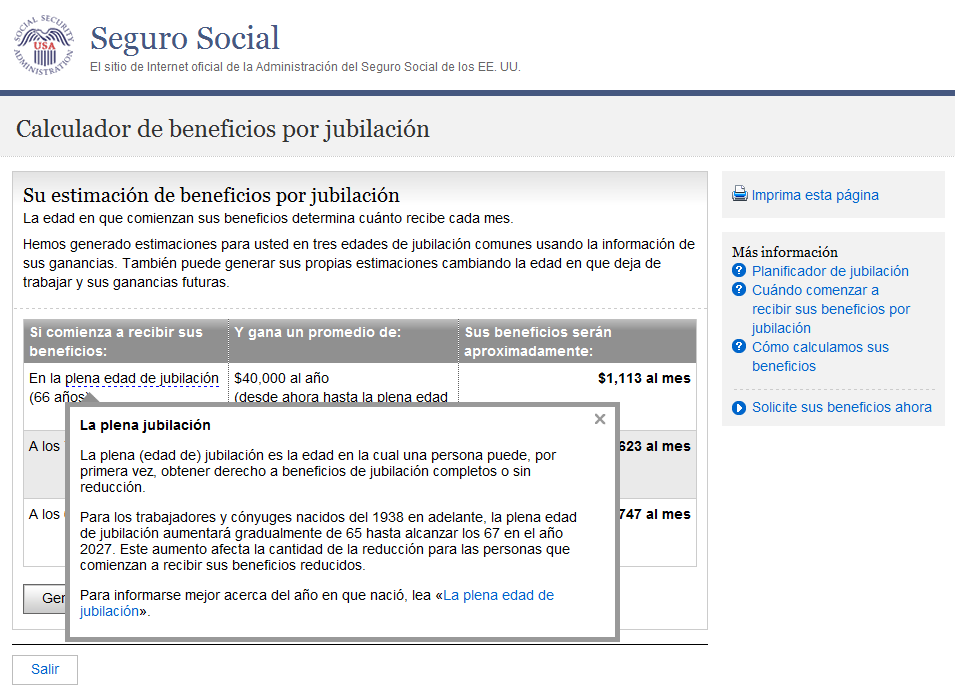 SOCIAL SECURITY ADMINISTRATION
USA
Seguro Social
El sitio de Internet oficial de la Administración del Seguro Social de los EE. UU.
Calculador de beneficios por jubilación
Su estimación de beneficios por jubilación
La edad en que comienzan sus beneficios determina cuánto recibe cada mes.
Hemos generado estimaciones para usted en tres edades de jubilación comunes usando la información de
sus ganancias. También puede generar sus propias estimaciones cambiando la edad en que deja de
trabajar y sus ganancias futuras.
Si comienza a recibir sus
beneficios:
Y gana un promedio de:
Sus beneficios serán
aproximadamente:
En la plena edad de jubilación
(66 años)
$40,000 al año
(desde ahora hasta la plena edad
$1,113 al mes
A los
623 al mes
A los
747 al mes
Ger
La plena jubilación
La plena (edad de) jubilación es la edad en la cual una persona puede, por
primera vez, obtener derecho a beneficios de jubilación completos o sin
reducción.
Para los trabajadores y cónyuges nacidos del 1938 en adelante, la plena edad
de jubilación aumentará gradualmente de 65 hasta alcanzar los 67 en el año
2027. Este aumento afecta la cantidad de la reducción para las personas que
comienzan a recibir sus beneficios reducidos.
Para informarse mejor acerca del año en que nació, lea «La plena edad de
jubilación».
Salir
Imprima esta página
Más información
Planificador de jubilación
Cuándo comenzar a
recibir sus beneficios por
jubilación
Cómo calculamos sus
beneficios
Solicite sus beneficios ahora